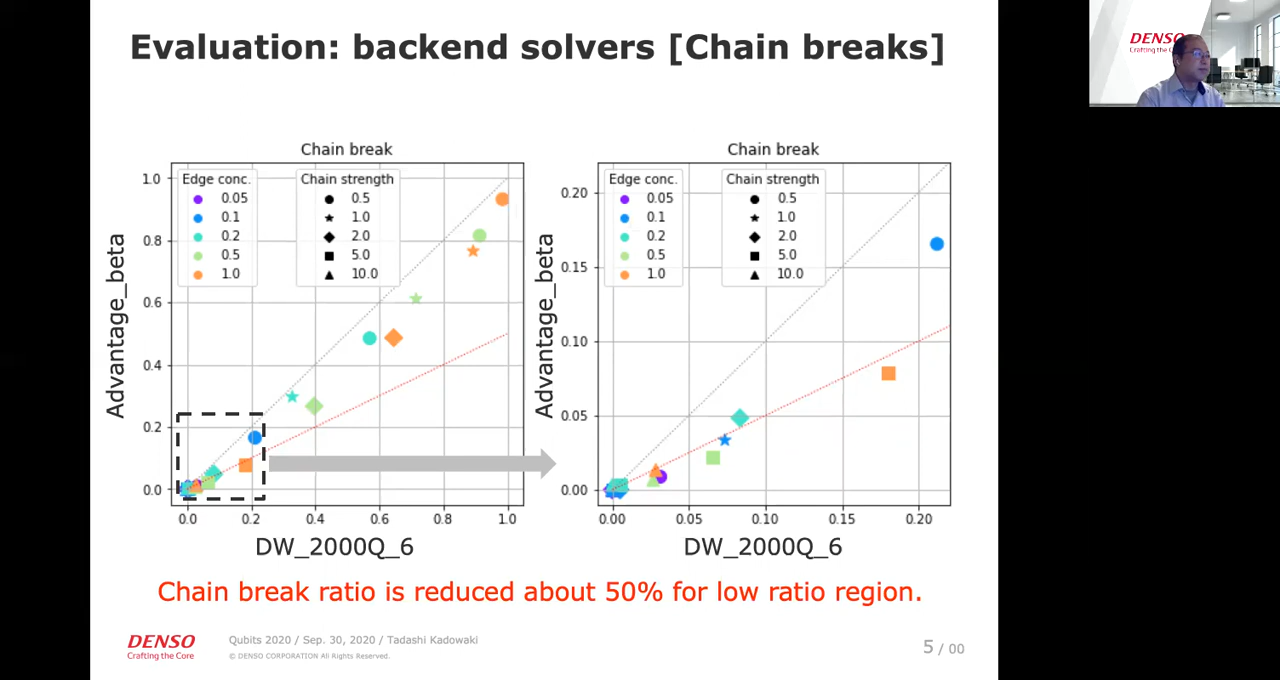 Evaluation: backend solvers [Chain breaks]
DENSO
Crafting the Co
Chain break
Advantage_beta
1.0
0.8
0.6
0.4
0.2
0.0
Edge conc.
0.05
0.1
0.2
0.5
1.0
Chain strength
0.5
1.0
2.0
5.0
10.0
0.0 0.2 0.4 0.6 0.8 1.0
DW_2000Q_6
Chain break
Advantage_beta
0.20
0.15
0.10
0.05
0.00
Edge conc.
0.05
0.1
0.2
0.5
1.0
Chain strength
0.5
1.0
2.0
5.0
10.0
0.00 0.05 0.10 0.15 0.20
DW_2000Q_6
Chain break ratio is reduced about 50% for low ratio region.
DENSO
Crafting the Core
Qubits 2020 / Sep. 30, 2020 / Tadashi Kadowaki
© DENSO CORPORATION All Rights Reserved.
5 / 00